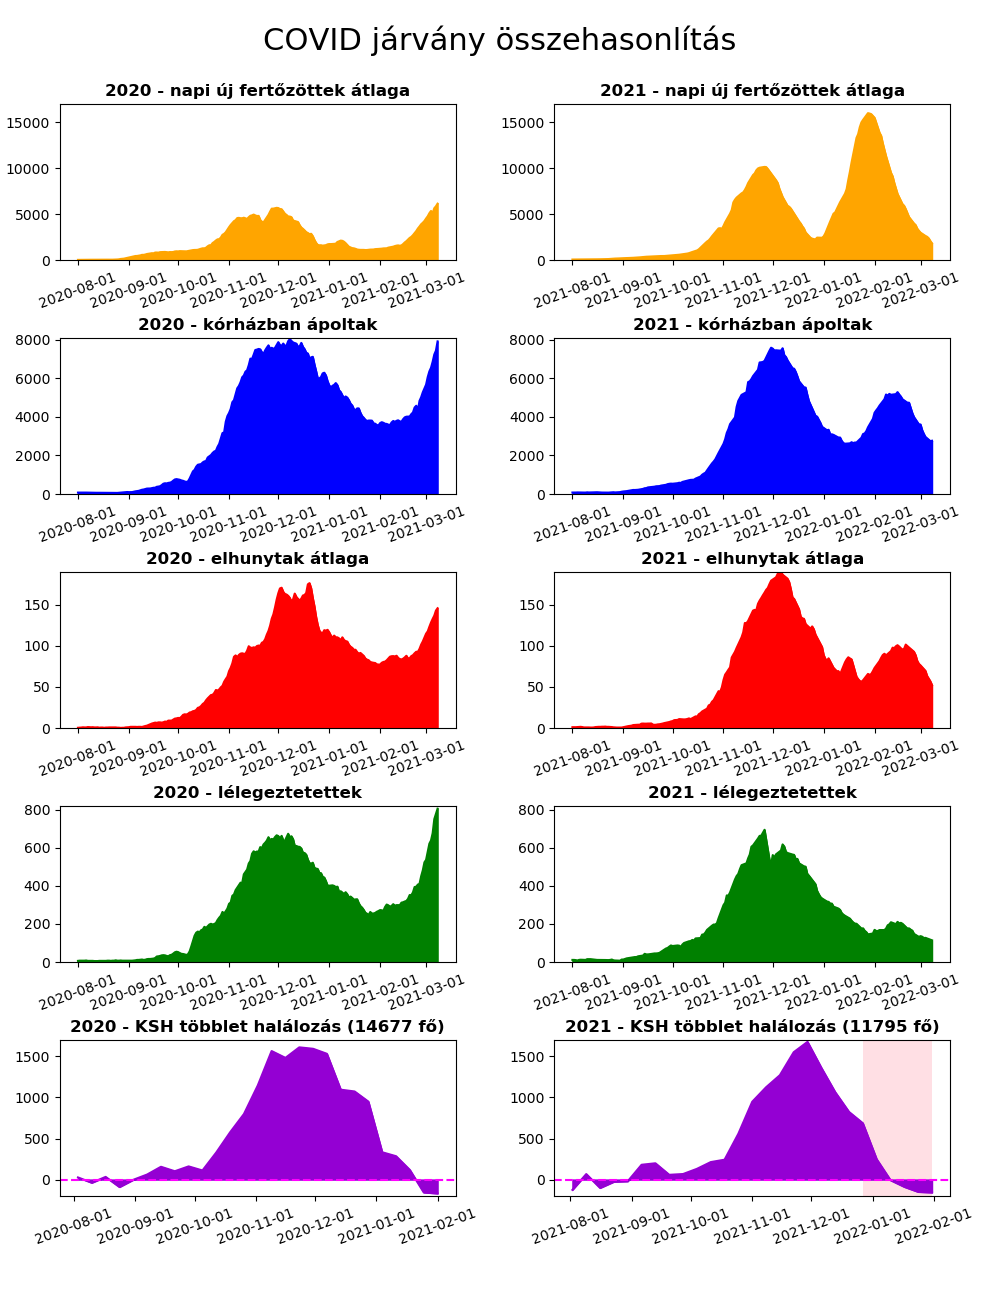 COVID járvány összehasonlítás
2020 - napi új fertőzöttek átlaga
15000
10000
5000
0
2020-08-01 2020-09-01 2020-10-01 2020-11-01 2020-12-01 2021-01-01 2021-02-01 2021-03-01
2021 - napi új fertőzöttek átlaga
15000
10000
5000
0
2021-08-01 2021-09-01 2021-10-01 2021-11-01 2021-12-01 2022-01-01 2022-02-01 2022-03-01
2020 - kórházban ápoltak
8000
6000
4000
2000
0
2020-08-01 2020-09-01 2020-10-01 2020-11-01 2020-12-01 2021-01-01 2021-02-01 2021-03-01
2021 - kórházban ápoltak
8000
6000
4000
2000
0
2021-08-01 2021-09-01 2021-10-01 2021-11-01 2021-12-01 2022-01-01 2022-02-01 2022-03-01
2020 - elhunytak átlaga
150
100
50
0
2020-08-01 2020-09-01 2020-10-01 2020-11-01 2020-12-01 2021-01-01 2021-02-01 2021-03-01
2021 - elhunytak átlaga
150
100
50
0
2021-08-01 2021-09-01 2021-10-01 2021-11-01 2021-12-01 2022-01-01 2022-02-01 2022-03-01
2020 - lélegeztetettek
800
600
400
200
0
2020-08-01 2020-09-01 2020-10-01 2020-11-01 2020-12-01 2021-01-01 2021-02-01 2021-03-01
2021 - lélegeztetettek
800
600
400
200
0
2021-08-01 2021-09-01 2021-10-01 2021-11-01 2021-12-01 2022-01-01 2022-02-01 2022-03-01
2020 - KSH többlet halálozás (14677 fő)
1500
1000
500
0
2020-08-01 2020-09-01 2020-10-01 2020-11-01 2020-12-01 2021-01-01 2021-02-01
2021 - KSH többlet halálozás (11795 fő)
1500
1000
500
0
2021-08-01 2021-09-01 2021-10-01 2021-11-01 2021-12-01 2022-01-01 2022-02-01